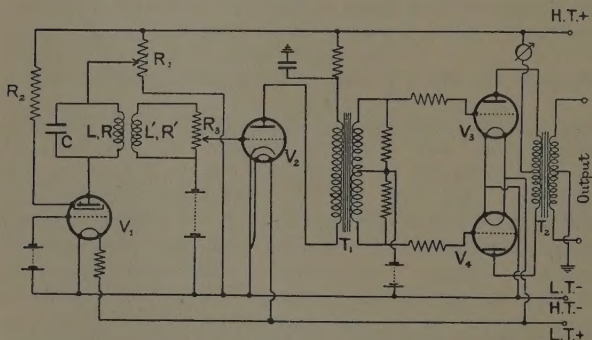 H.T.+
R₁
R₂
C
L,R
L',R'
R₃
V₁
V₂
T₁
V₃
V₄
T₂
Output
L.T.-
H.T.-
L.T.+